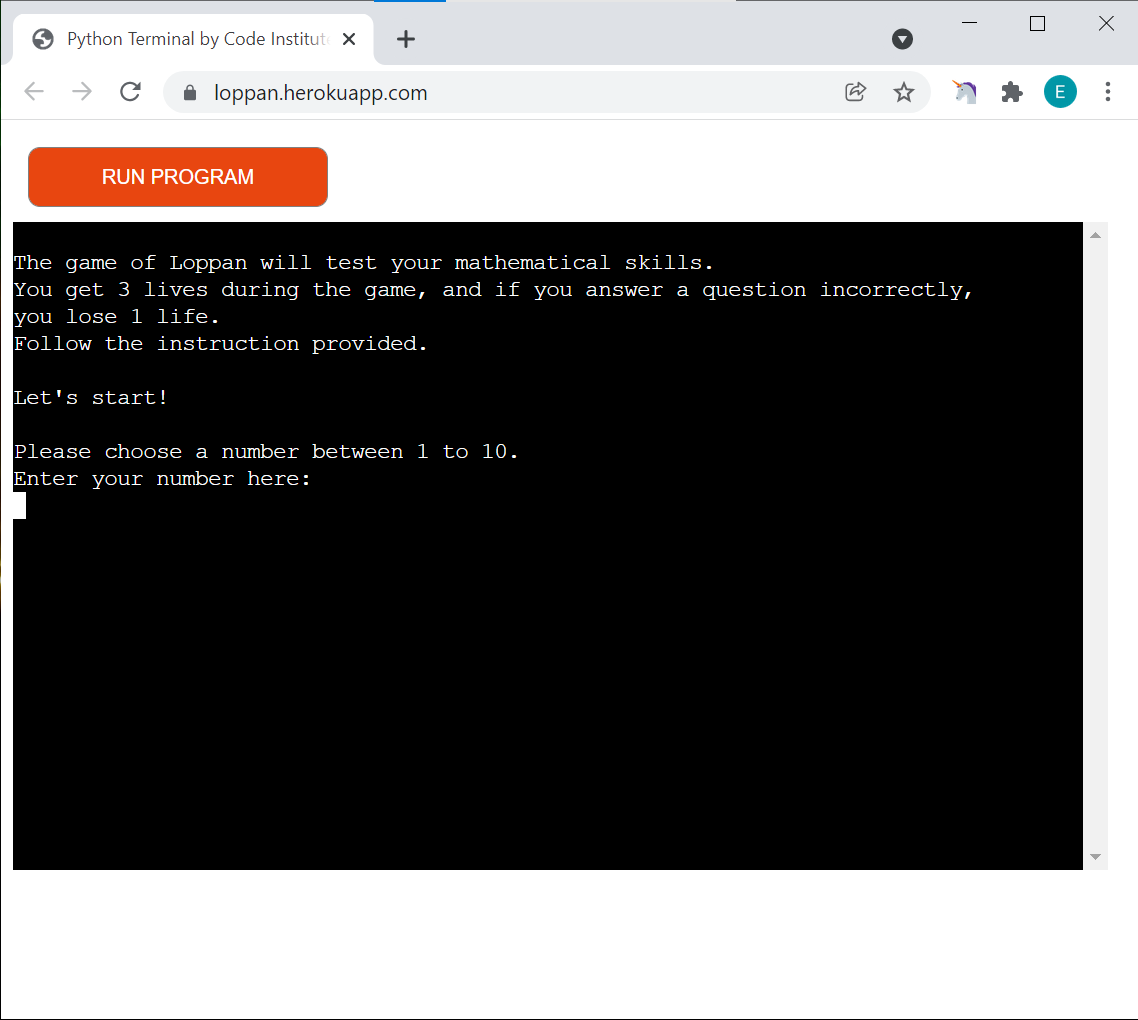 Python Terminal by Code Institute
loppan.herokuapp.com
E
RUN PROGRAM
The game of Loppan will test your mathematical skills.
You get 3 lives during the game, and if you answer a question incorrectly,
you lose 1 life.
Follow the instruction provided.
Let's start!
Please choose a number between 1 to 10.
Enter your number here: